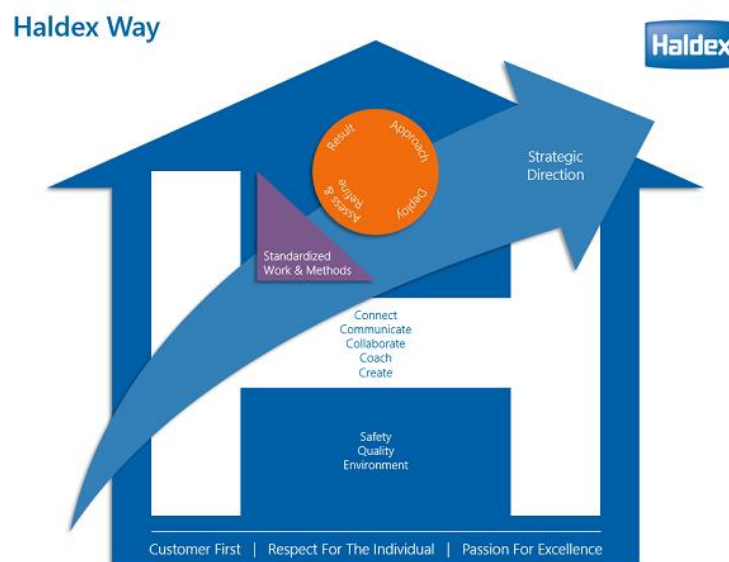 Haldex Way
Haldex
Result
Approach
Deploy
Assess &
Refine
Strategic
Direction
Standardized
Work & Methods
Connect
Communicate
Collaborate
Coach
Create
Safety
Quality
Environment
Customer First | Respect For The Individual | Passion For Excellence